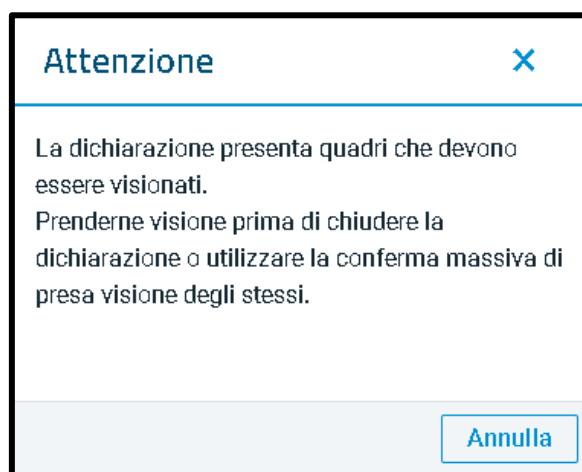 Attenzione
La dichiarazione presenta quadri che devono
essere visionati.
Prenderne visione prima di chiudere la
dichiarazione o utilizzare la conferma massiva di
presa visione degli stessi.
Annulla